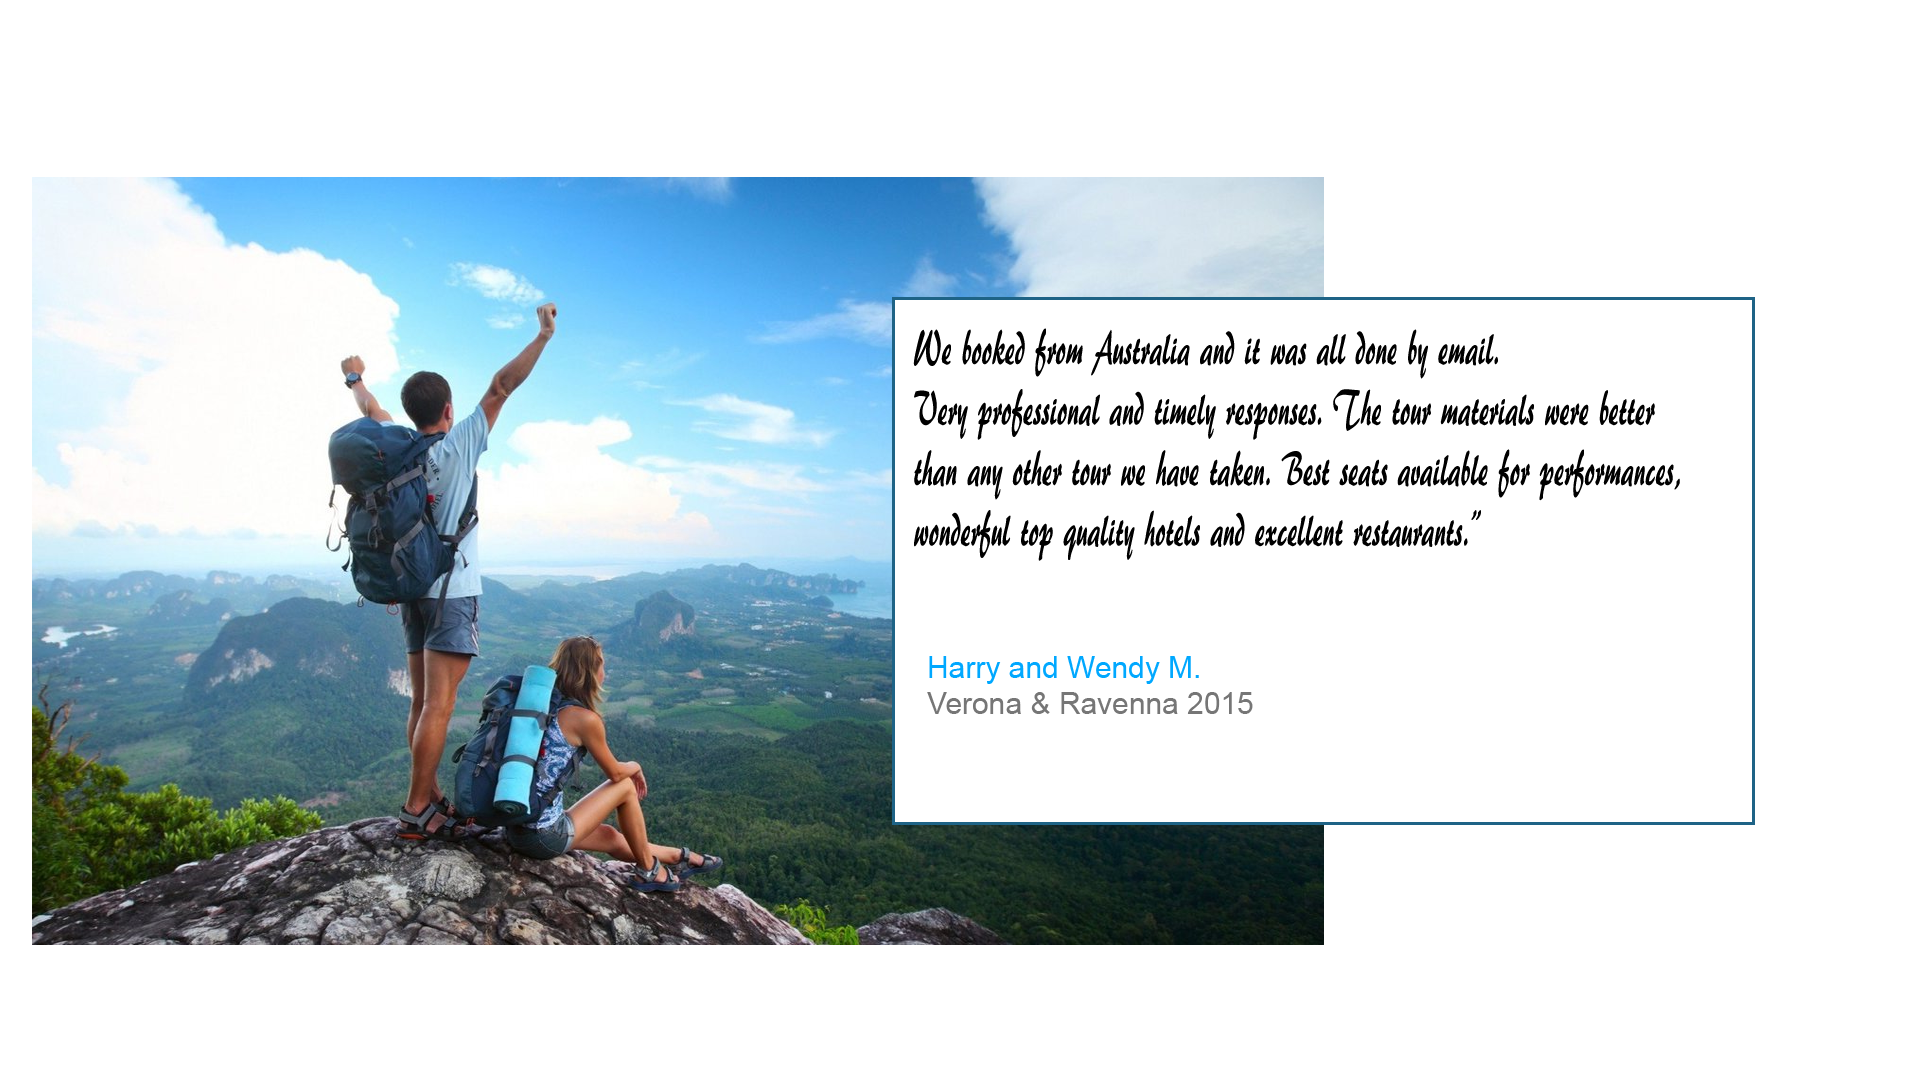 We booked from Australia and it was all done by email.
Very professional and timely responses. The tour materials were better
than any other tour we have taken. Best seats available for performances,
wonderful top quality hotels and excellent restaurants.”
Harry and Wendy M.
Verona & Ravenna 2015